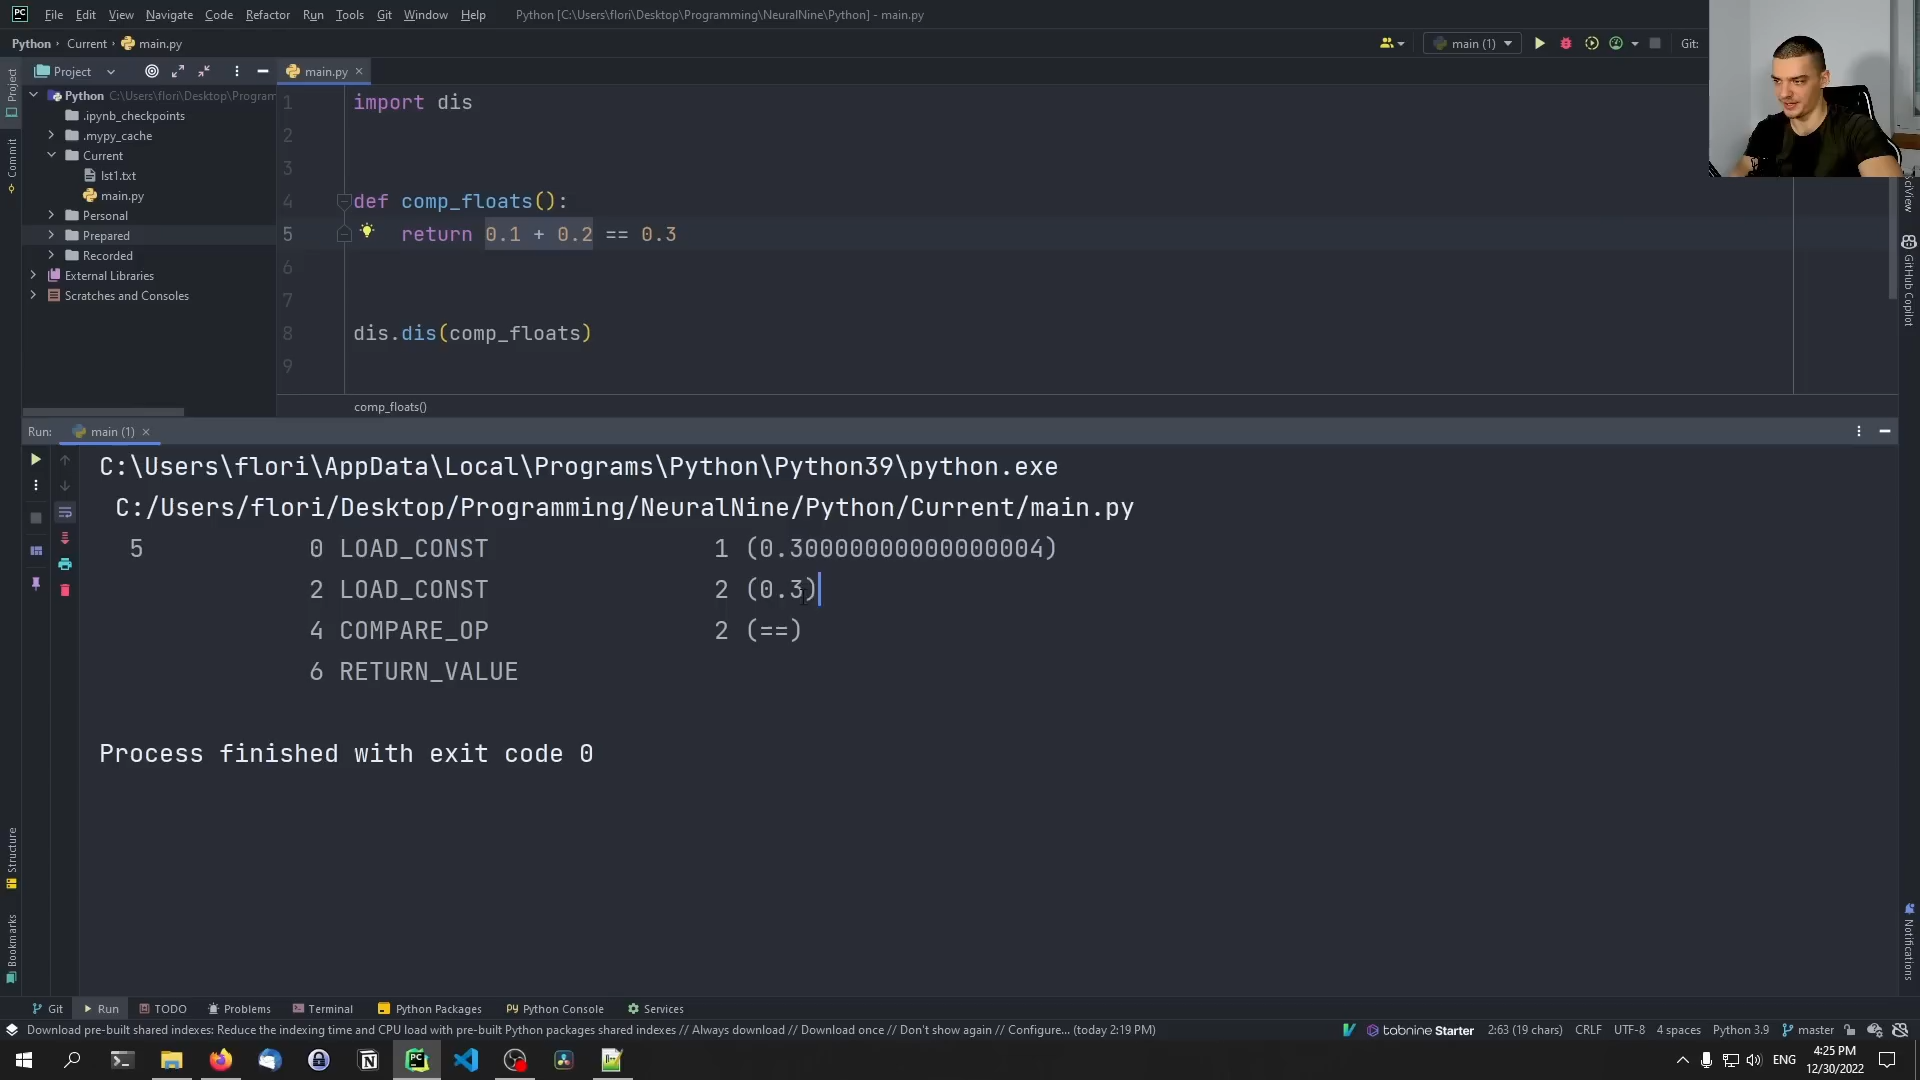 File Edit View Navigate Code Refactor Run Tools Git Window Help Python [C:\Users\flori\Desktop\Programming\NeuralNine\Python] - main.py
Python Current main.py main (1) Git:
Project main.py
Python C:\Users\flori\Desktop\Program
.ipynb_checkpoints
.mypy_cache
Current
lst1.txt
main.py
Personal
Prepared
Recorded
External Libraries
Scratches and Consoles
1 import dis
2
3
4 def comp_floats():
5 return 0.1 + 0.2 == 0.3
6
7
8 dis.dis(comp_floats)
9
comp_floats()
Run: main (1)
C:\Users\flori\AppData\Local\Programs\Python\Python39\python.exe
C:/Users/flori/Desktop/Programming/NeuralNine/Python/Current/main.py
5 0 LOAD_CONST 1 (0.30000000000000004)
2 LOAD_CONST 2 (0.3)
4 COMPARE_OP 2 (==)
6 RETURN_VALUE
Process finished with exit code 0
Project
Commit
Structure
Bookmarks
SciView
GitHub Copilot
Notifications
Git Run TODO Problems Terminal Python Packages Python Console Services
Download pre-built shared indexes: Reduce the indexing time and CPU load with pre-built Python packages shared indexes // Always download // Download once // Don't show again // Configure... (today 2:19 PM) tabnine Starter 2:63 (19 chars) CRLF UTF-8 4 spaces Python 3.9 master
ENG 4:25 PM
12/30/2022